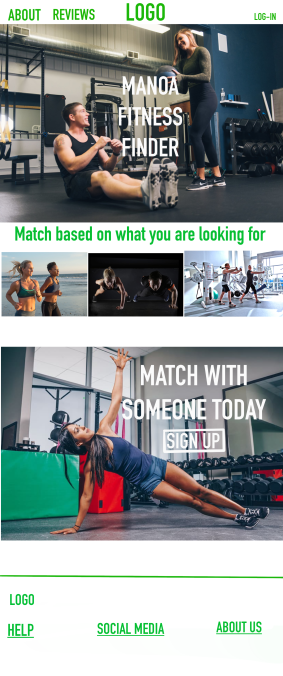 ABOUT REVIEWS LOGO LOG-IN
MANOA
FITNESS
FINDER
Match based on what you are looking for
MATCH WITH
SOMEONE TODAY
SIGN UP
LOGO
HELP SOCIAL MEDIA ABOUT US